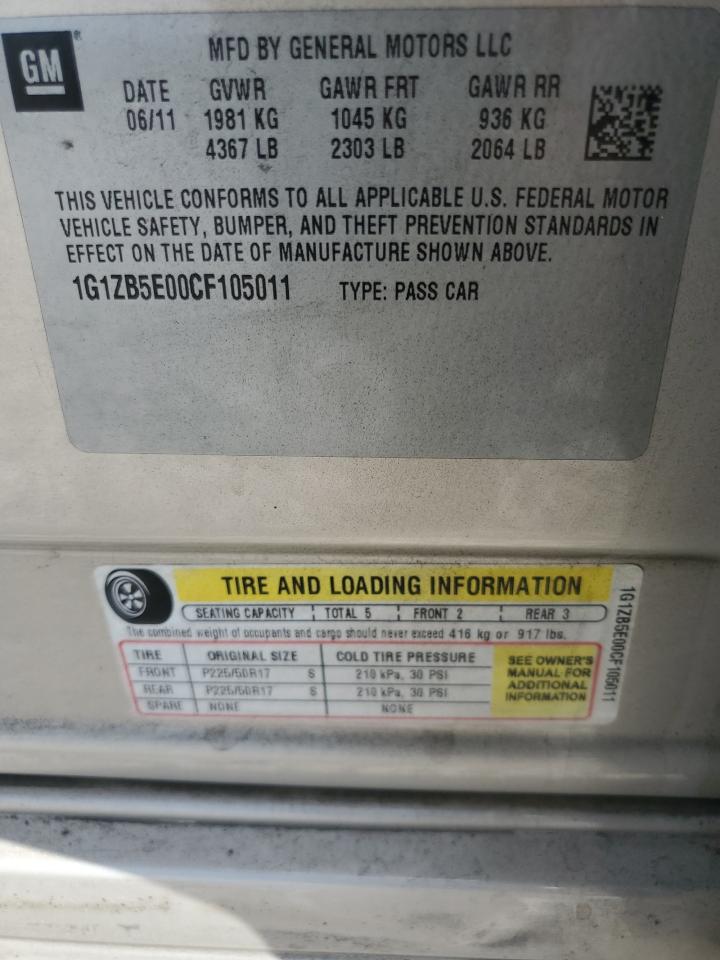 GM
MFD BY GENERAL MOTORS LLC
DATE GVWR GAWR FRT GAWR RR
06/11 1981 KG 1045 KG 936 KG
4367 LB 2303 LB 2064 LB
THIS VEHICLE CONFORMS TO ALL APPLICABLE U.S. FEDERAL MOTOR
VEHICLE SAFETY, BUMPER, AND THEFT PREVENTION STANDARDS IN
EFFECT ON THE DATE OF MANUFACTURE SHOWN ABOVE.
1G1ZB5E00CF105011 TYPE: PASS CAR
TIRE AND LOADING INFORMATION
SEATING CAPACITY TOTAL 5 FRONT 2 REAR 3
The combined weight of occupants and cargo should never exceed 416 kg or 917 lbs.
TIRE ORIGINAL SIZE COLD TIRE PRESSURE
FRONT P225/50R17 S 210 kPa, 30 PSI
REAR P225/50R17 S 210 kPa, 30 PSI
SPARE NONE NONE
SEE OWNER'S
MANUAL FOR
ADDITIONAL
INFORMATION
1G1ZB5E00CF105011